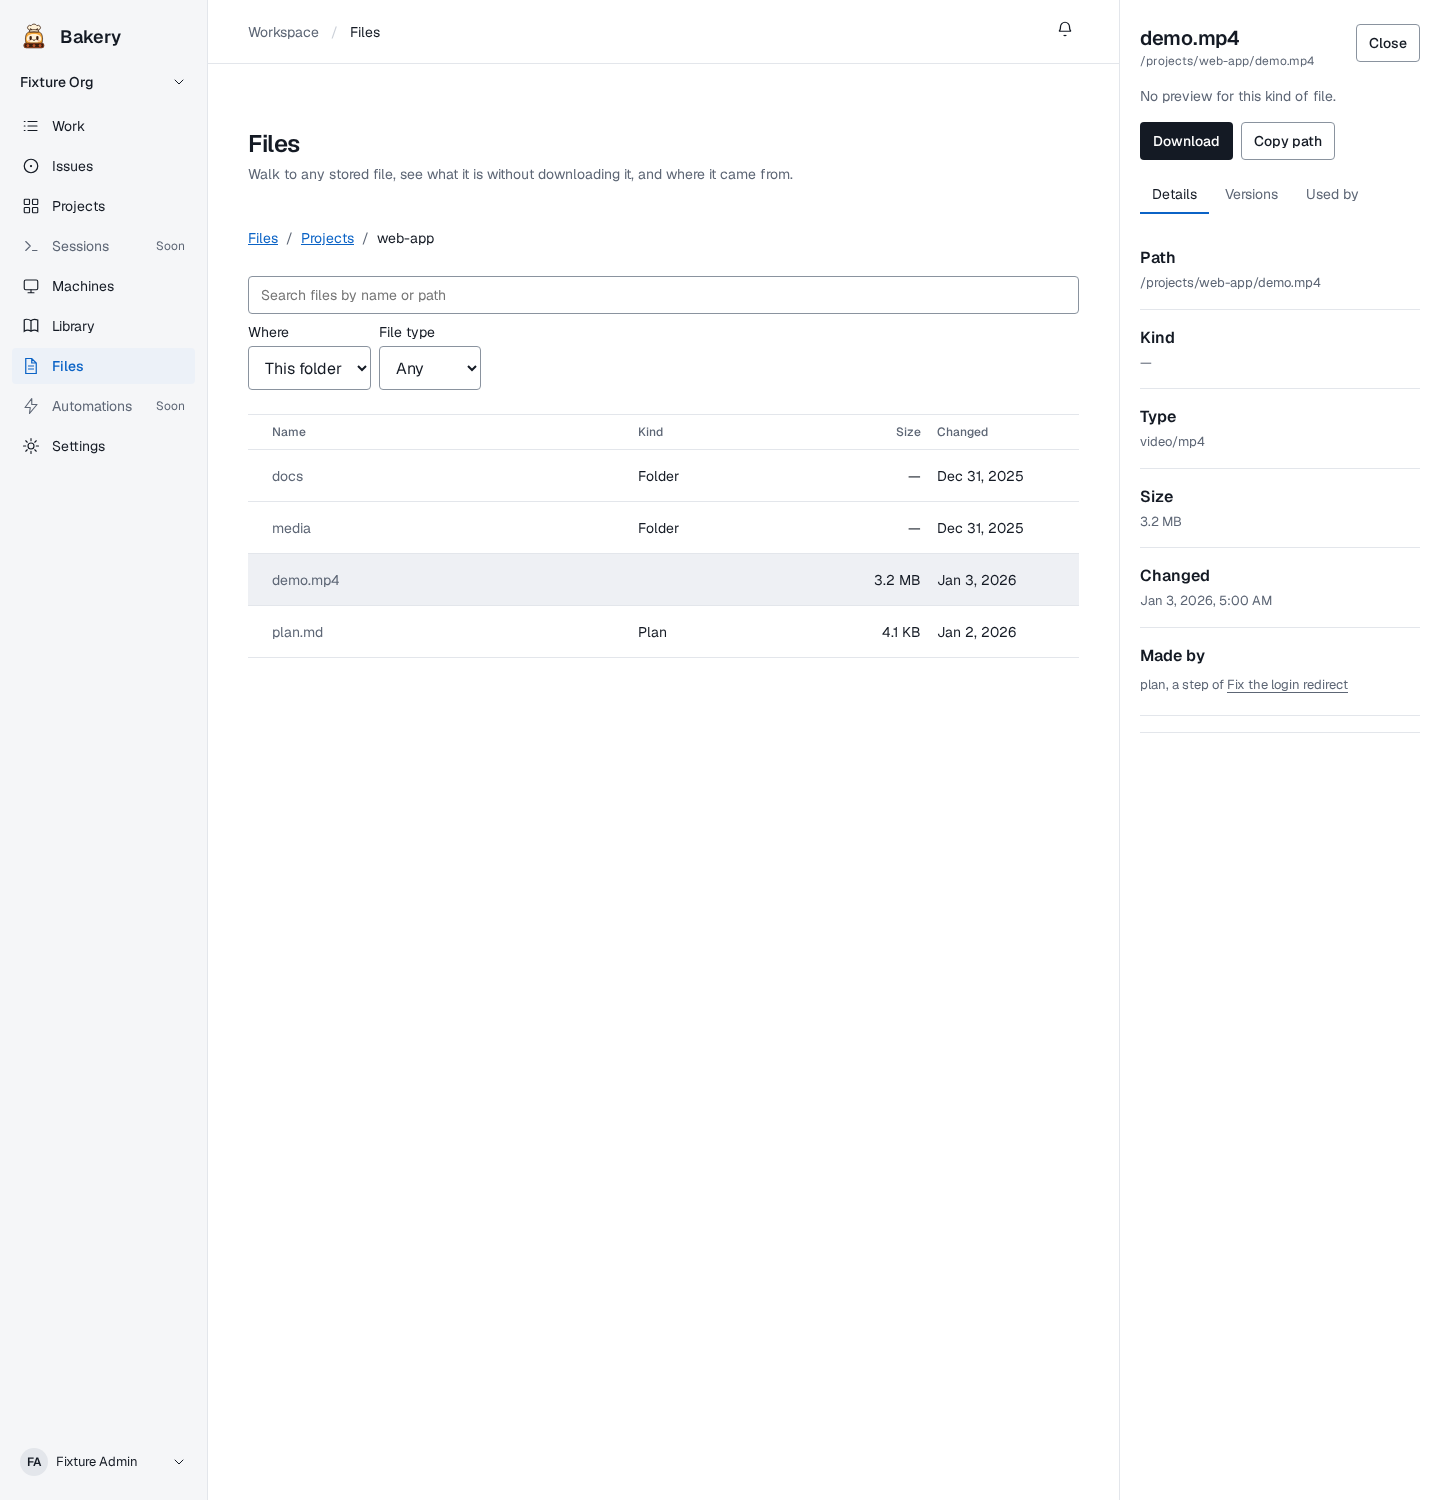 Bakery
Fixture Org
Work
Issues
Projects
Sessions Soon
Machines
Library
Files
Automations Soon
Settings
FA Fixture Admin
Workspace / Files
Files
Walk to any stored file, see what it is without downloading it, and where it came from.
Files / Projects / web-app
Search files by name or path
Where File type
This folder Any
Name Kind Size Changed
docs Folder — Dec 31, 2025
media Folder — Dec 31, 2025
demo.mp4 3.2 MB Jan 3, 2026
plan.md Plan 4.1 KB Jan 2, 2026
demo.mp4
/projects/web-app/demo.mp4
Close
No preview for this kind of file.
Download Copy path
Details Versions Used by
Path
/projects/web-app/demo.mp4
Kind
—
Type
video/mp4
Size
3.2 MB
Changed
Jan 3, 2026, 5:00 AM
Made by
plan, a step of Fix the login redirect